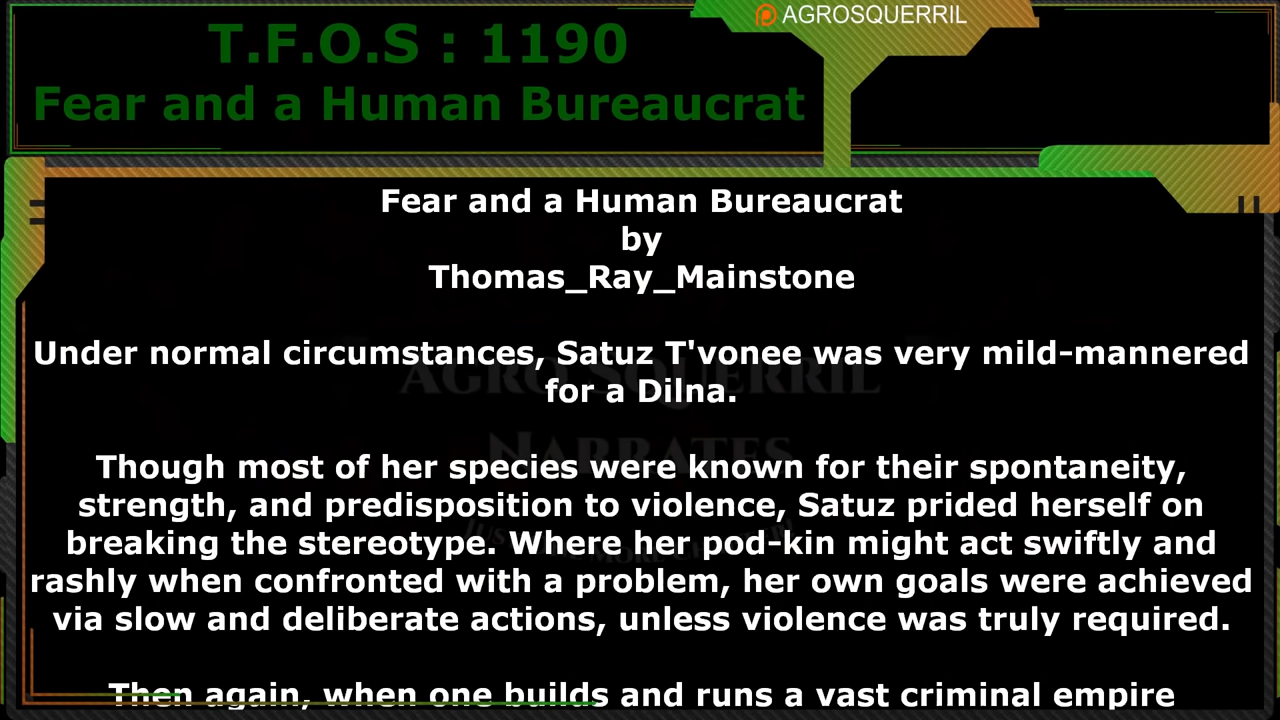 AGROSQUERRIL
T.F.O.S : 1190
Fear and a Human Bureaucrat
Fear and a Human Bureaucrat
by
Thomas_Ray_Mainstone
Under normal circumstances, Satuz T'vonee was very mild-mannered
for a Dilna.
AGRO SQUERRIL
NARRATES
Though most of her species were known for their spontaneity,
strength, and predisposition to violence, Satuz prided herself on
breaking the stereotype. Where her pod-kin might act swiftly and
rashly when confronted with a problem, her own goals were achieved
via slow and deliberate actions, unless violence was truly required.
Then again, when one builds and runs a vast criminal empire